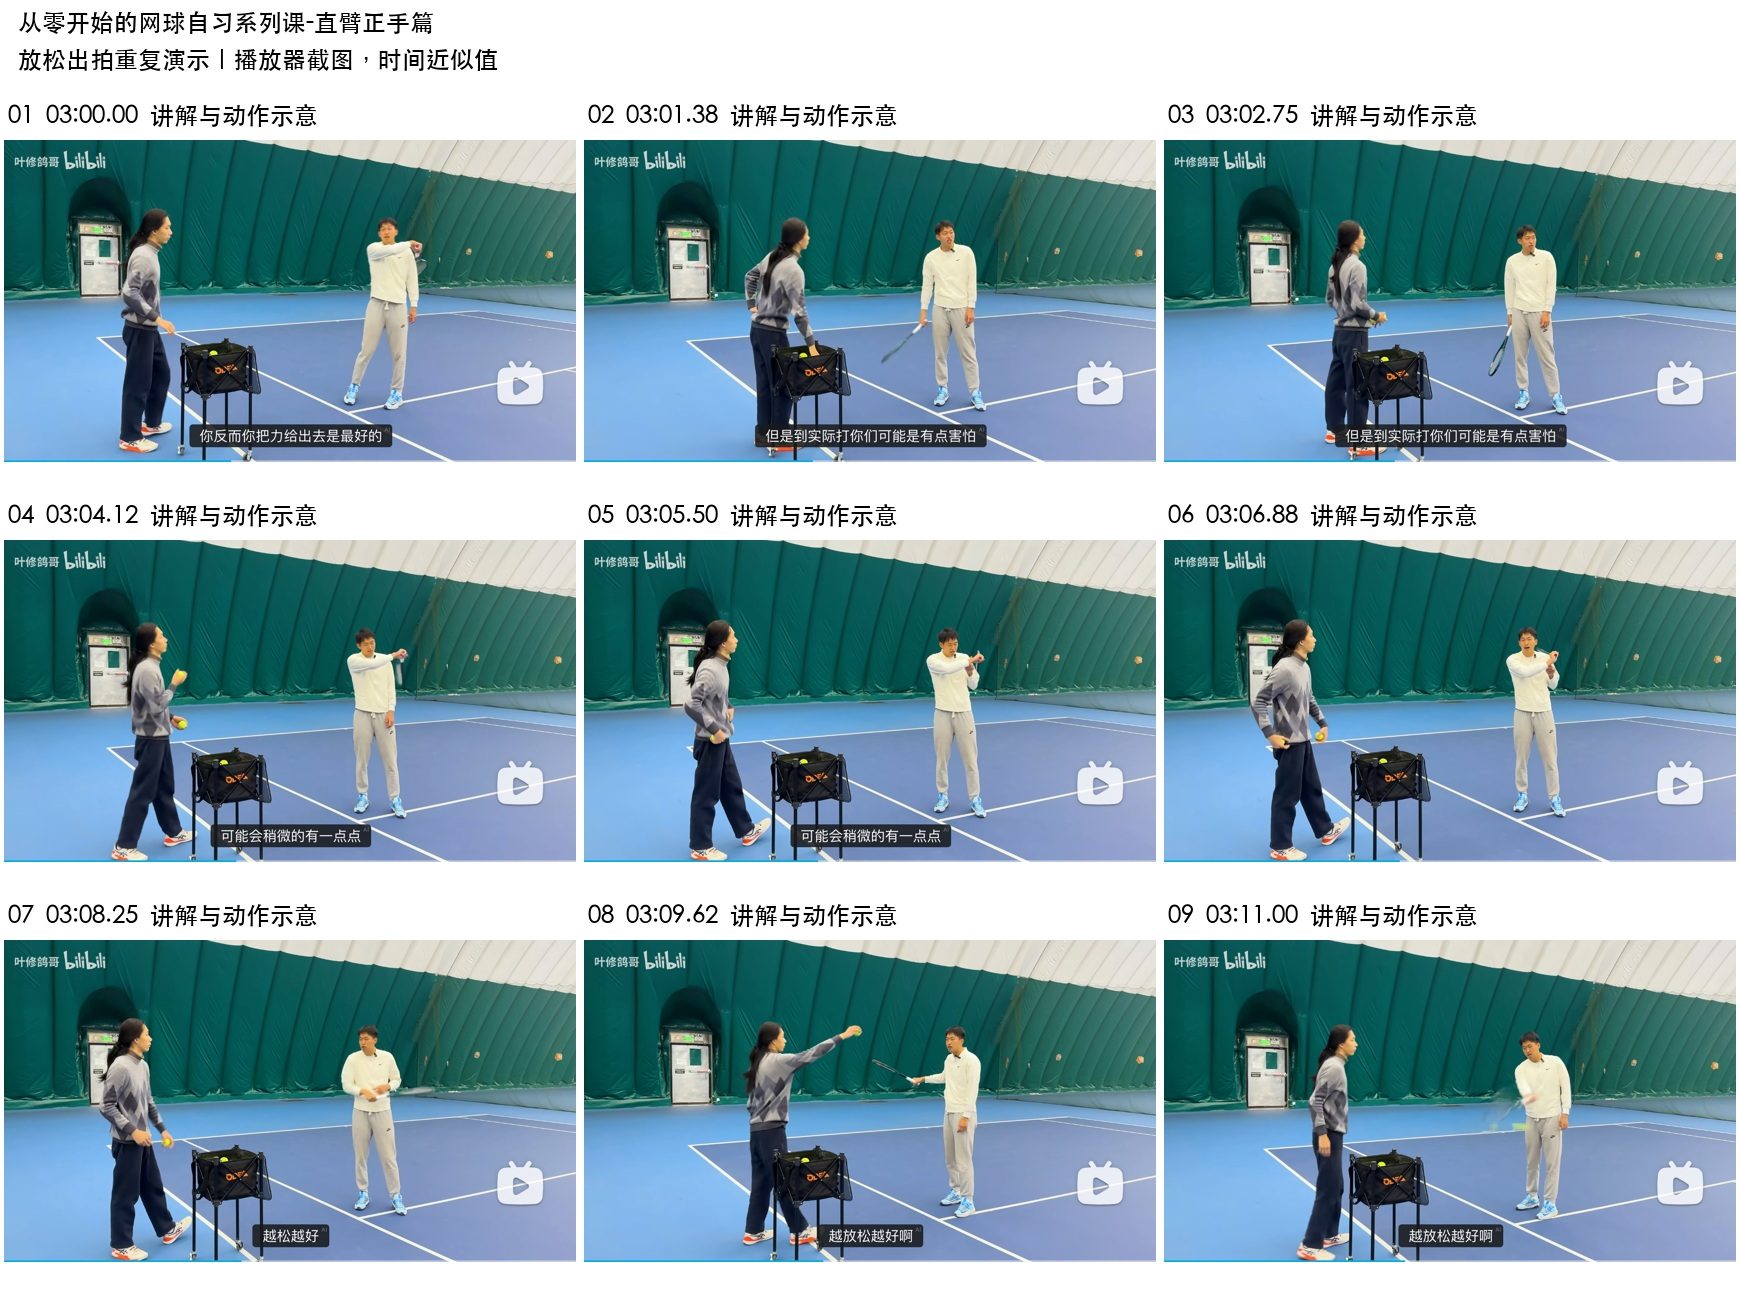 从零开始的网球自习系列课-直臂正手篇
放松出拍重复演示丨播放器截图，时间近似值
01 03:00.00 讲解与动作示意
02 03:01.38 讲解与动作示意
03 03:02.75 讲解与动作示意
叶修鸽哥 bilibili
叶修鸽哥 bilibili
叶修鸽哥 bilibili
你反而你把力给出去是最好的
但是到实际打你们可能是有点害怕
但是到实际打你们可能是有点害怕
04 03:04.12 讲解与动作示意
05 03:05.50 讲解与动作示意
06 03:06.88 讲解与动作示意
叶修鸽哥 bilibili
叶修鸽哥 bilibili
叶修鸽哥 bilibili
可能会稍微的有一点点
可能会稍微的有一点点
07 03:08.25 讲解与动作示意
08 03:09.62 讲解与动作示意
09 03:11.00 讲解与动作示意
叶修鸽哥 bilibili
叶修鸽哥 bilibili
叶修鸽哥 bilibili
越松越好
越放松越好啊
越放松越好啊